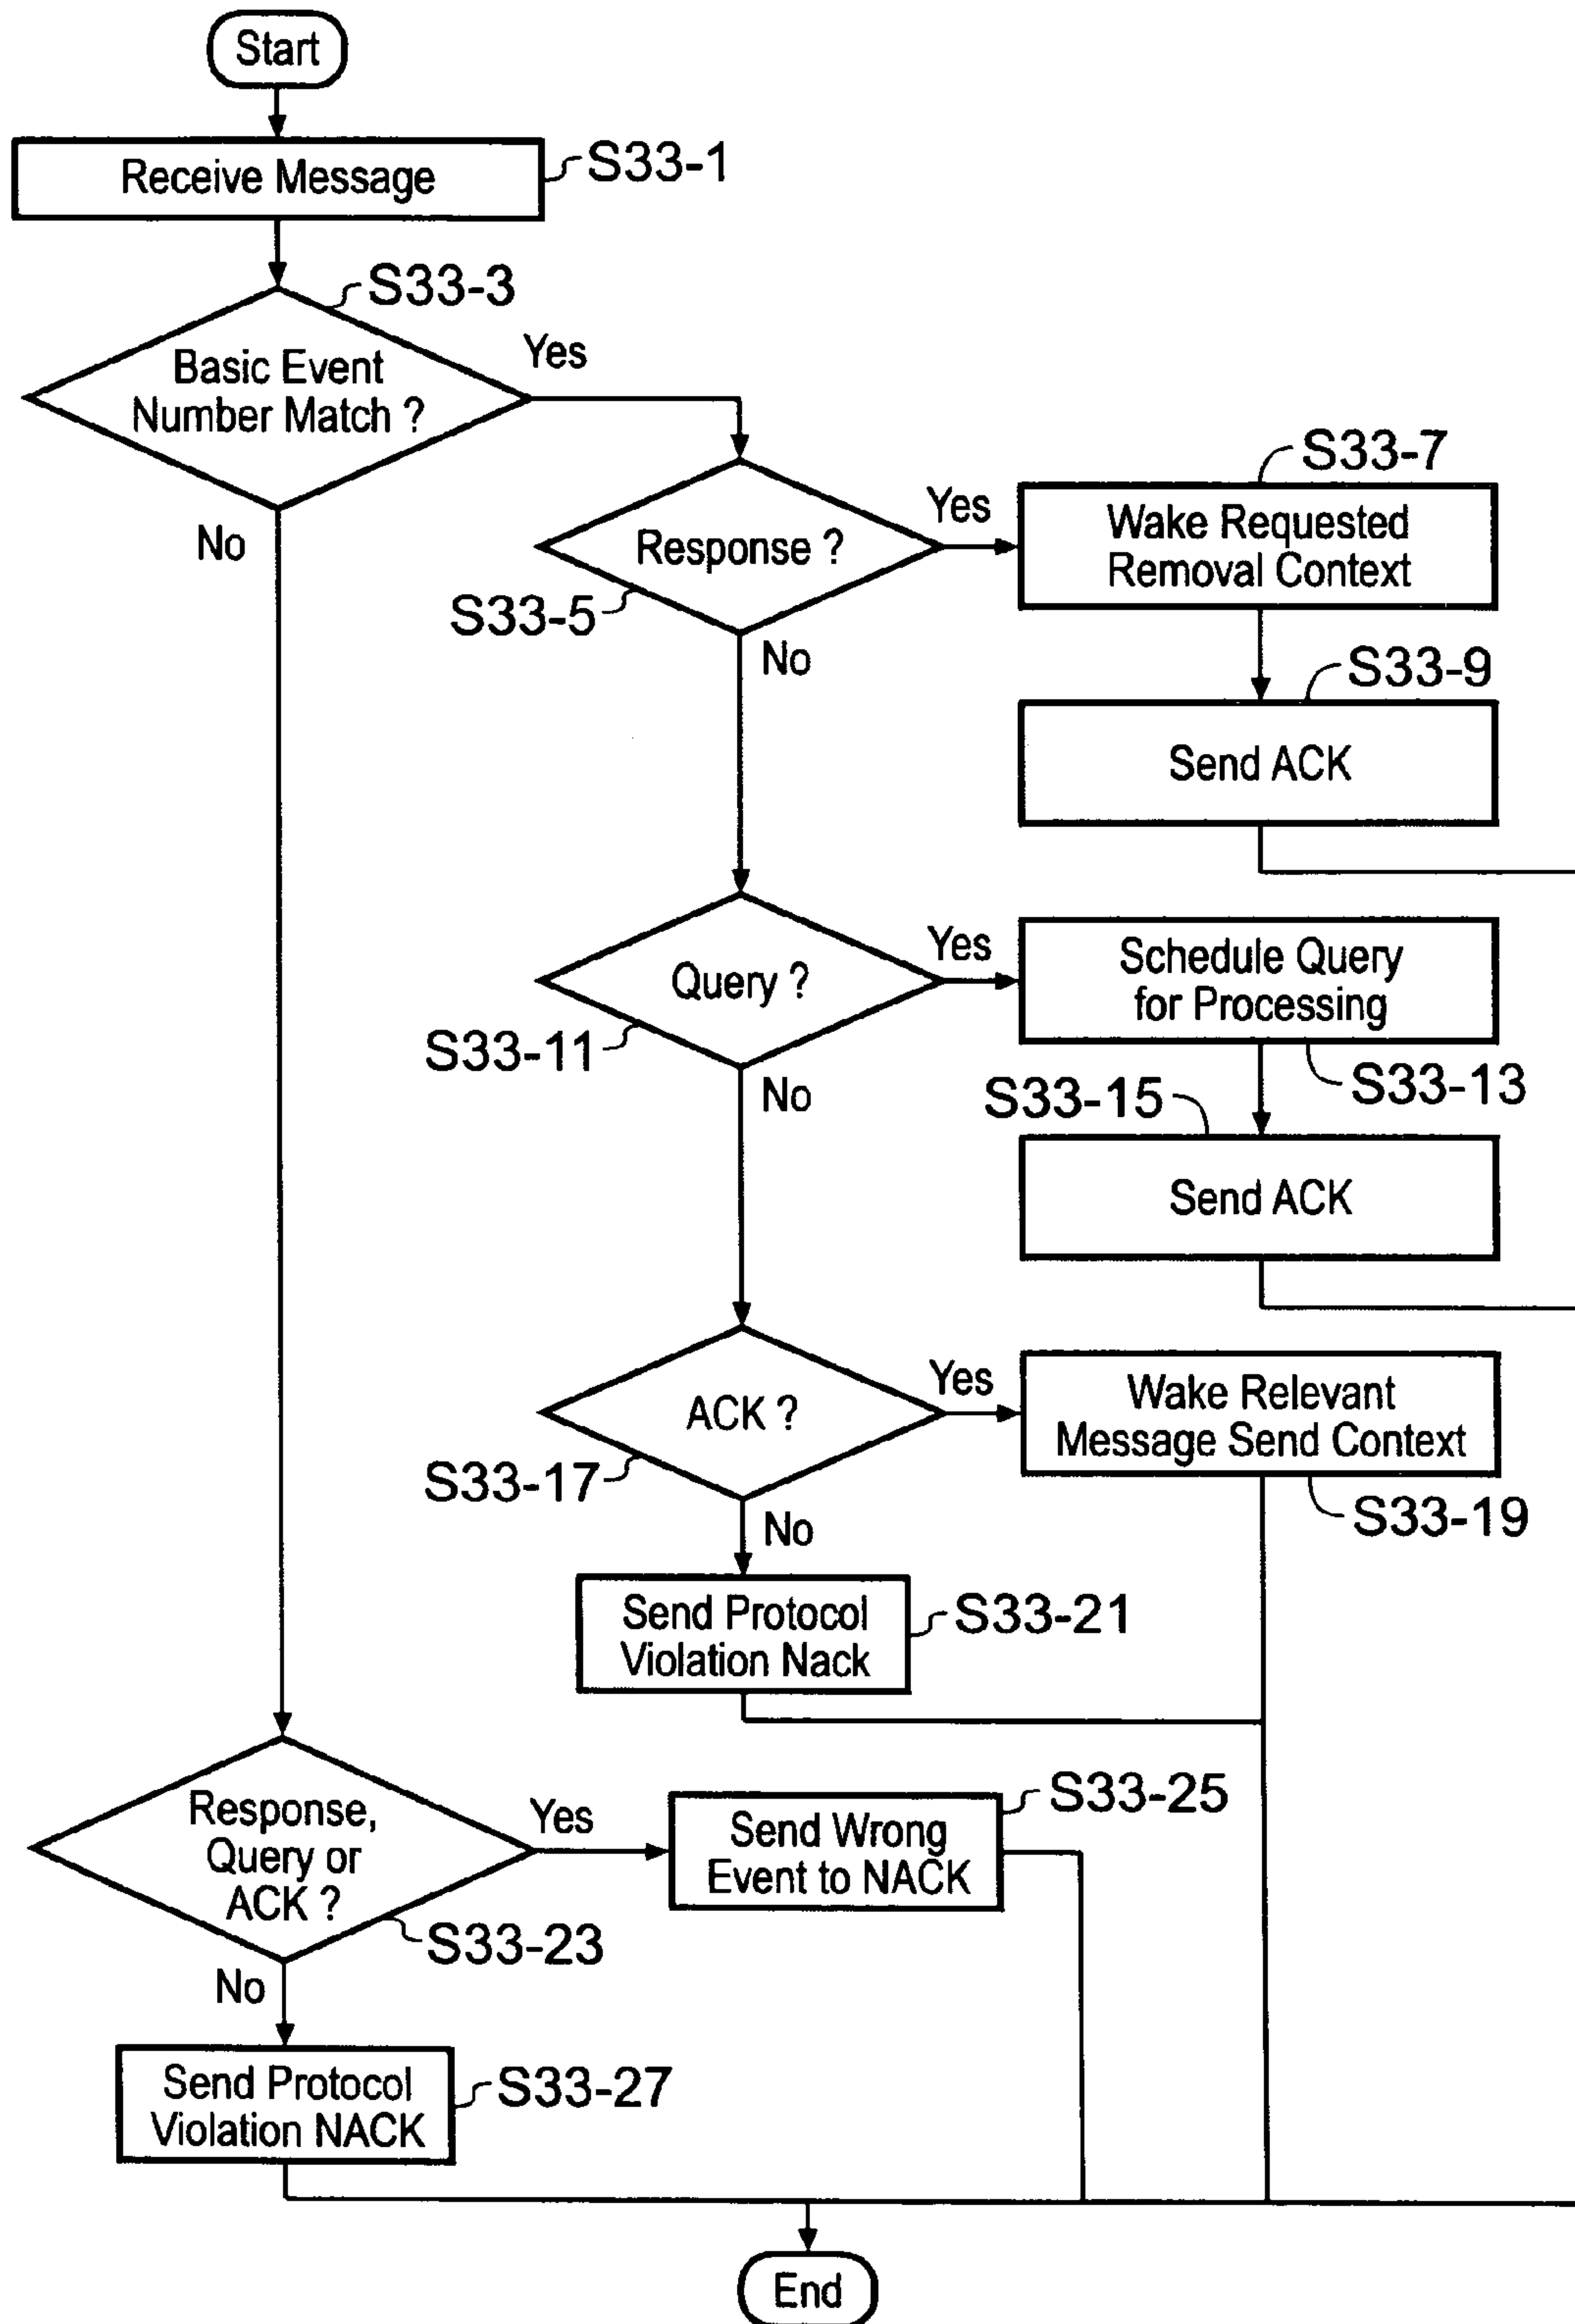 Start
Receive Message
S33-1
S33-3
Basic Event
Number Match ?
Yes
No
S33-7
Response ?
Yes
Wake Requested
Removal Context
S33-5
No
S33-9
Send ACK
Query ?
Yes
Schedule Query
for Processing
S33-11
No
S33-13
S33-15
Send ACK
ACK ?
Yes
Wake Relevant
Message Send Context
S33-17
No
S33-19
Send Protocol
Violation Nack
S33-21
Response,
Query or
ACK ?
Yes
Send Wrong
Event to NACK
S33-25
S33-23
No
Send Protocol
Violation NACK
S33-27
End